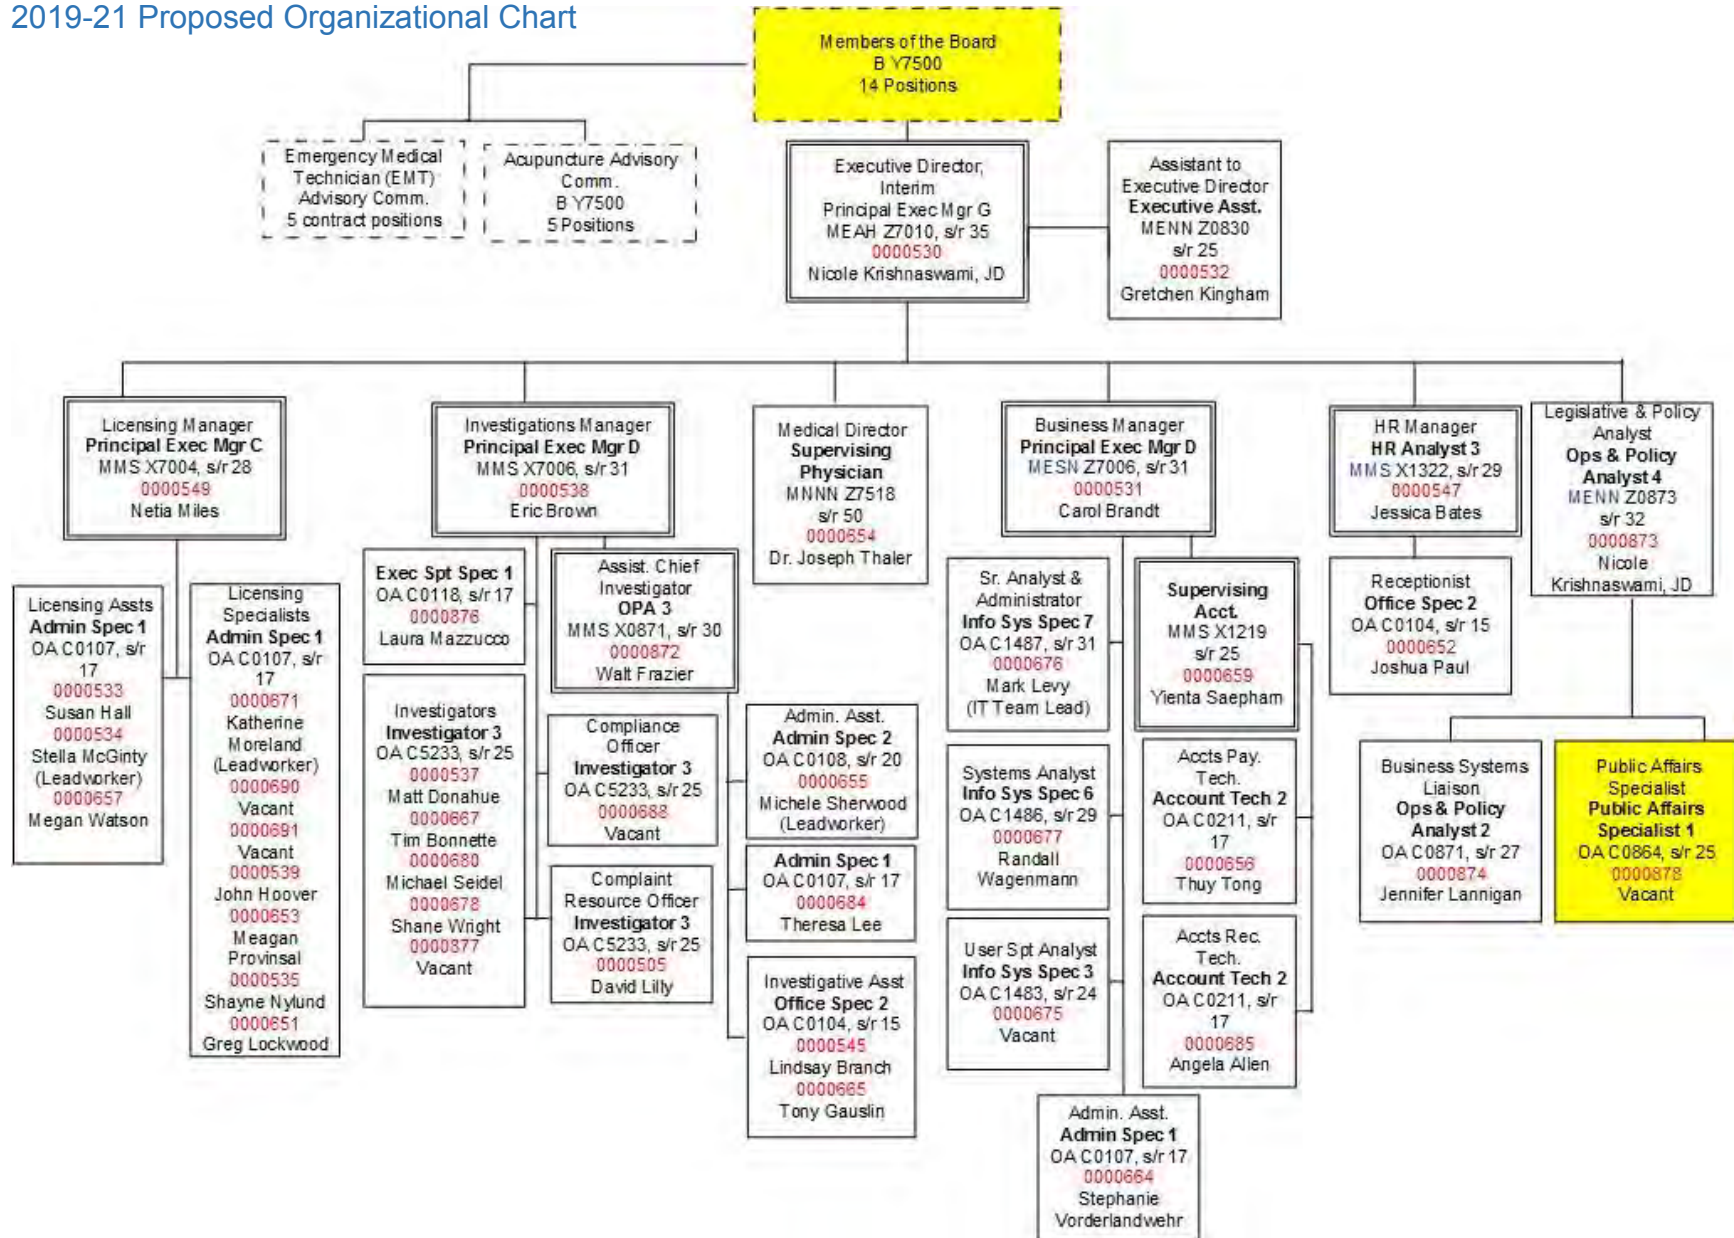 2019-21 Proposed Organizational Chart
Members of the Board
B Y7500
14 Positions
Emergency Medical
Technician (EMT)
Advisory Comm.
5 contract positions
Acupuncture Advisory
Comm.
B Y7500
5 Positions
Executive Director,
Interim
Principal Exec Mgr G
MEAH Z7010, s/r 35
0000530
Nicole Krishnaswami, JD
Assistant to
Executive Director
Executive Asst.
MENN Z0830
s/r 25
0000532
Gretchen Kingham
Licensing Manager
Principal Exec Mgr C
MMS X7004, s/r 28
0000549
Netia Miles
Investigations Manager
Principal Exec Mgr D
MMS X7006, s/r 31
0000538
Eric Brown
Medical Director
Supervising
Physician
MNNN Z7518
s/r 50
0000654
Dr. Joseph Thaler
Business Manager
Principal Exec Mgr D
MESN Z7006, s/r 31
0000531
Carol Brandt
HR Manager
HR Analyst 3
MMS X1322, s/r 29
0000547
Jessica Bates
Legislative & Policy
Analyst
Ops & Policy
Analyst 4
MENN Z0873
s/r 32
0000873
Nicole
Krishnaswami, JD
Licensing Assts
Admin Spec 1
OA C0107, s/r
17
0000533
Susan Hall
0000534
Stella McGinty
(Leadworker)
0000657
Megan Watson
Licensing
Specialists
Admin Spec 1
OA C0107, s/r
17
0000671
Katherine
Moreland
(Leadworker)
0000690
Vacant
0000691
Vacant
0000539
John Hoover
0000653
Meagan
Provinsal
0000535
Shayne Nylund
0000651
Greg Lockwood
Exec Spt Spec 1
OA C0118, s/r 17
0000876
Laura Mazzucco
Investigators
Investigator 3
OA C5233, s/r 25
0000537
Matt Donahue
0000667
Tim Bonnette
0000680
Michael Seidel
0000678
Shane Wright
0000877
Vacant
Assist. Chief
Investigator
OPA 3
MMS X0871, s/r 30
0000872
Walt Frazier
Compliance
Officer
Investigator 3
OA C5233, s/r 25
0000688
Vacant
Complaint
Resource Officer
Investigator 3
OA C5233, s/r 25
0000505
David Lilly
Admin. Asst.
Admin Spec 2
OA C0108, s/r 20
0000655
Michele Sherwood
(Leadworker)
Admin Spec 1
OA C0107, s/r 17
0000684
Theresa Lee
Investigative Asst
Office Spec 2
OA C0104, s/r 15
0000545
Lindsay Branch
0000665
Tony Gauslin
Sr. Analyst &
Administrator
Info Sys Spec 7
OA C1487, s/r 31
0000676
Mark Levy
(IT Team Lead)
Systems Analyst
Info Sys Spec 6
OA C1486, s/r 29
0000677
Randall
Wagenmann
User Spt Analyst
Info Sys Spec 3
OA C1483, s/r 24
0000675
Vacant
Supervising
Acct.
MMS X1219
s/r 25
0000659
Yienta Saepham
Accts Pay.
Tech.
Account Tech 2
OA C0211, s/r
17
0000656
Thuy Tong
Accts Rec.
Tech.
Account Tech 2
OA C0211, s/r
17
0000685
Angela Allen
Admin. Asst.
Admin Spec 1
OA C0107, s/r 17
0000664
Stephanie
Vorderlandwehr
Receptionist
Office Spec 2
OA C0104, s/r 15
0000652
Joshua Paul
Business Systems
Liaison
Ops & Policy
Analyst 2
OA C0871, s/r 27
0000874
Jennifer Lannigan
Public Affairs
Specialist
Public Affairs
Specialist 1
OA C0864, s/r 25
0000878
Vacant